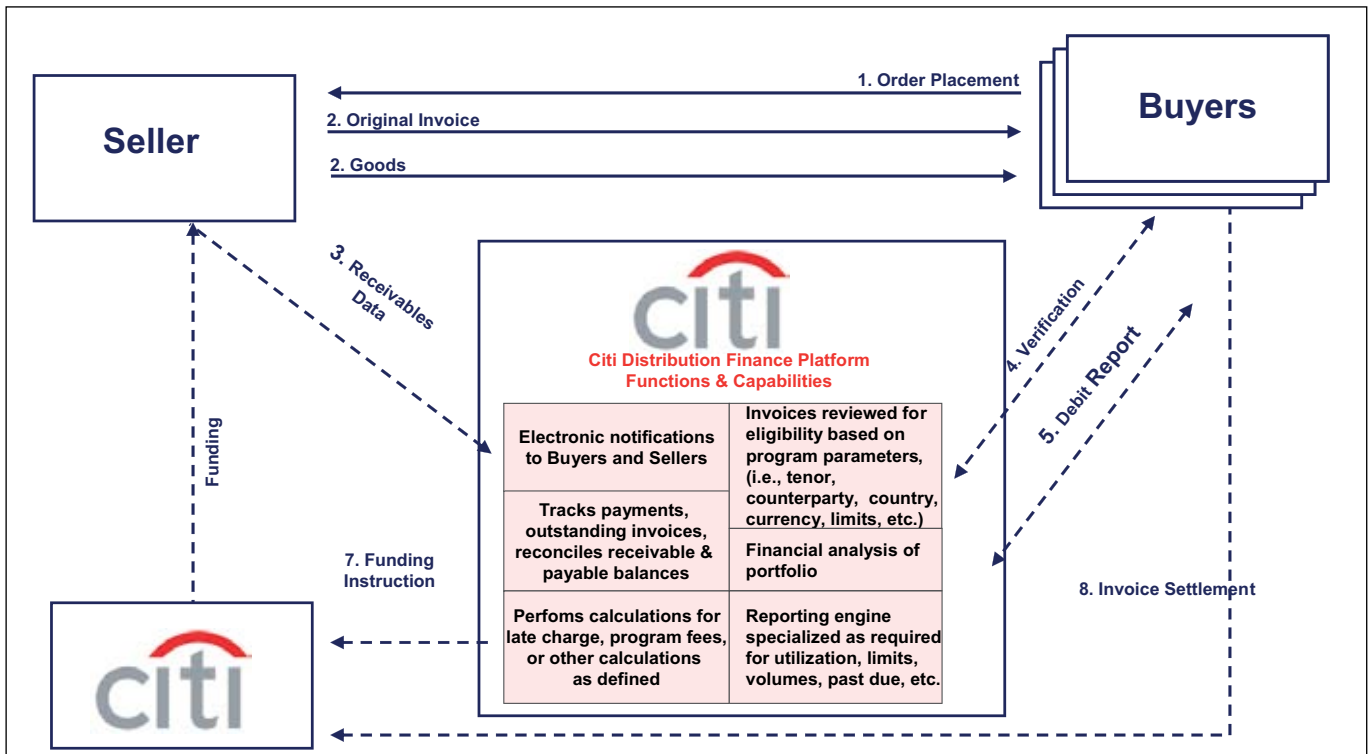 1. Order Placement
Seller
Buyers
2. Original Invoice
2. Goods
3. Receivables
Data
citi
Citi Distribution Finance Platform
Functions & Capabilities
4. Verification
5. Debit Report
Electronic notifications
to Buyers and Sellers
Tracks payments,
outstanding invoices,
reconciles receivable &
payable balances
Perfoms calculations for
late charge, program fees,
or other calculations
as defined
Invoices reviewed for
eligibility based on
program parameters,
(i.e., tenor,
counterparty, country,
currency, limits, etc.)
Financial analysis of
portfolio
Reporting engine
specialized as required
for utilization, limits,
volumes, past due, etc.
Funding
7. Funding
Instruction
8. Invoice Settlement
citi